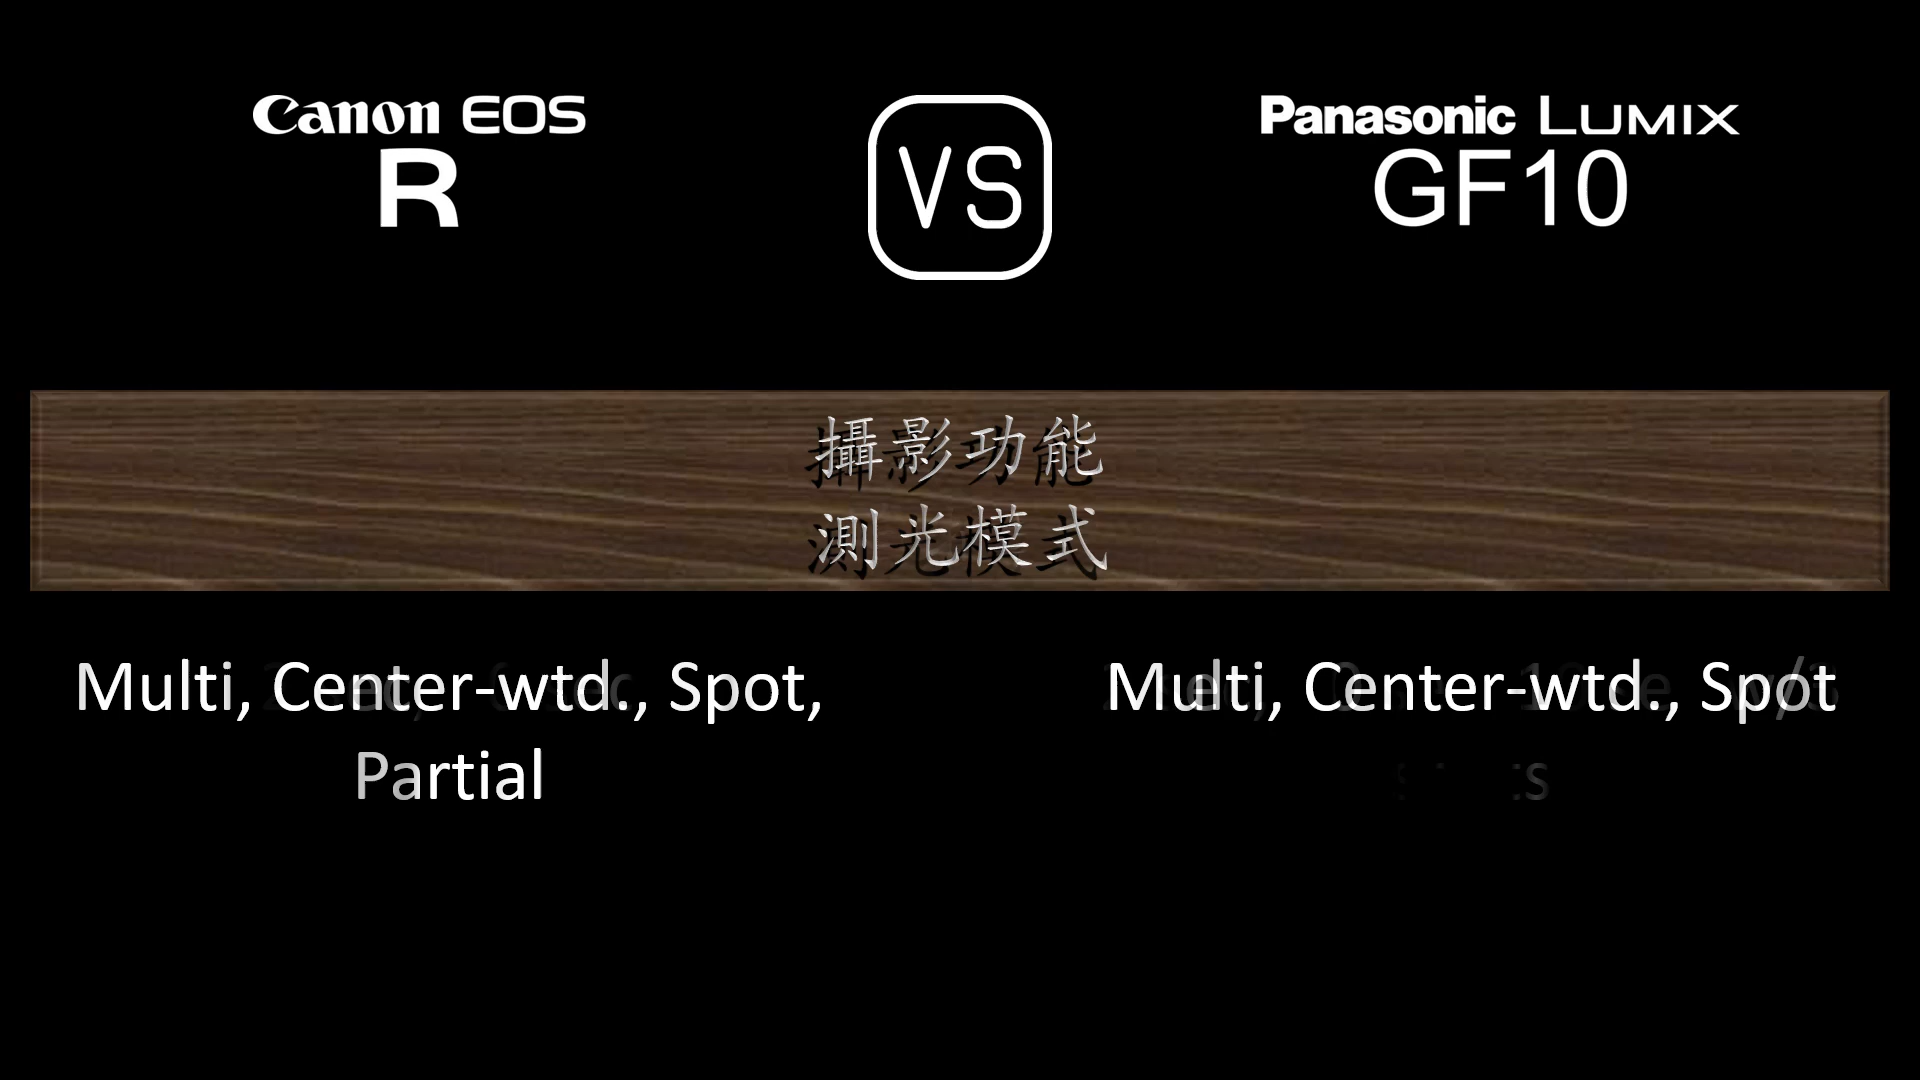 Canon EOS
R
VS
Panasonic LUMIX
GF10
攝影功能
測光模式
Multi, Center-wtd., Spot,
Partial
Multi, Center-wtd., Spot